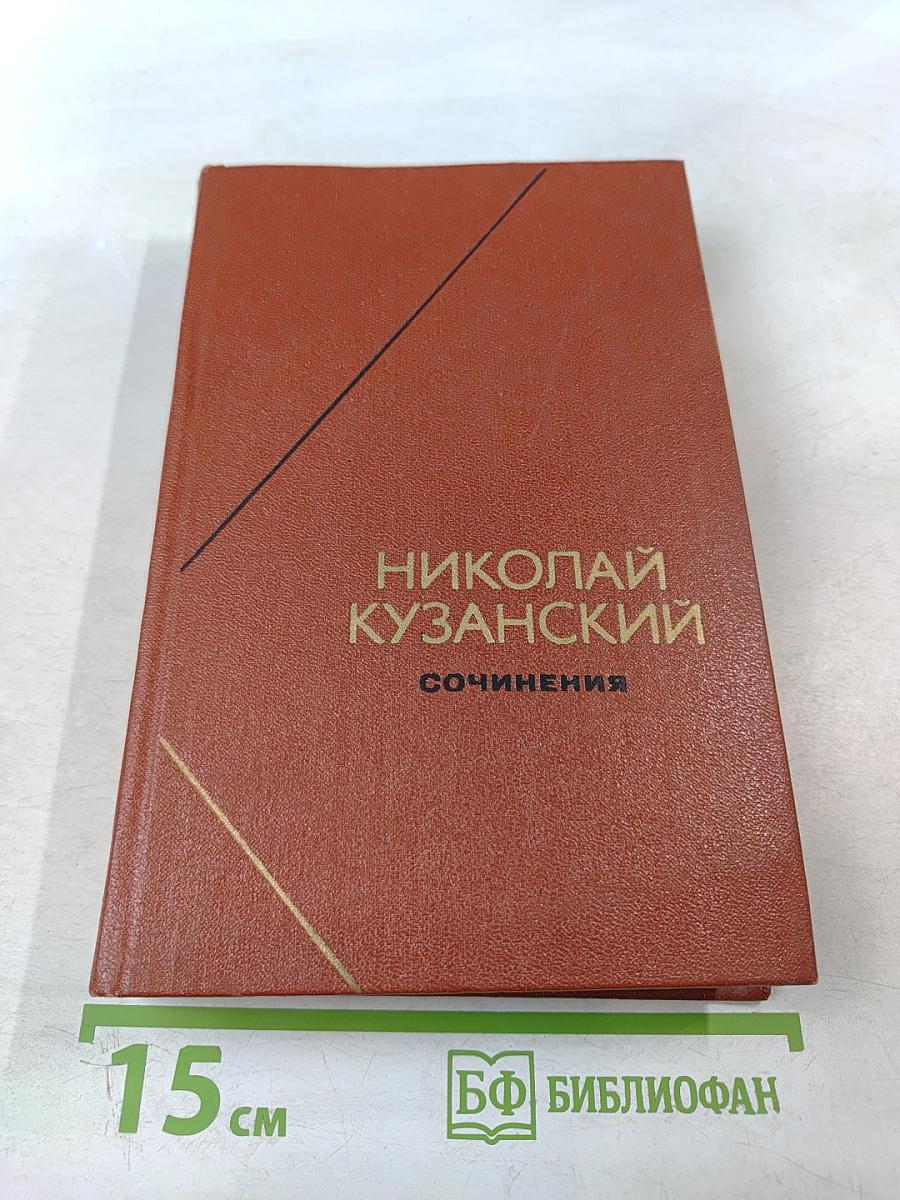 НИКОЛАЙ
КУЗАНСКИЙ
СОЧИНЕНИЯ
15 см
БФ БИБЛИОФАН